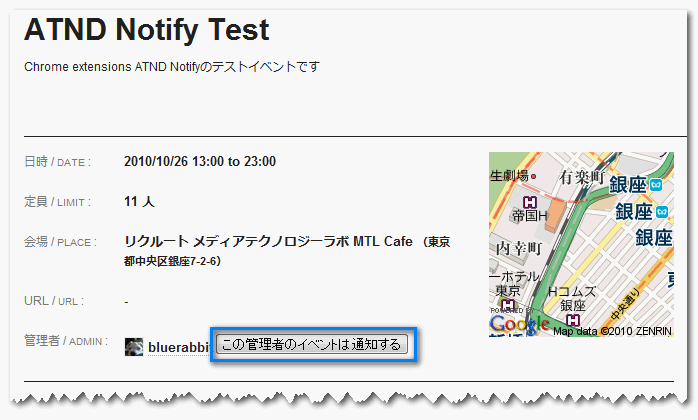 ATND Notify Test
Chrome extensions ATND Notifyのテストイベントです
日時 / DATE : 2010/10/26 13:00 to 23:00
定員 / LIMIT : 11 人
会場 / PLACE : リクルート メディアテクノロジーラボ MTL Cafe （東京
都中央区銀座7-2-6）
URL / URL : -
管理者 / ADMIN : bluerabbi この管理者のイベントは通知する
生劇場
有楽町
銀座
帝国H
銀座
内幸町
銀座
ーホテル
東京
Hコムズ
銀座
中央通り
POWERED BY
Google
Map data ©2010 ZENRIN